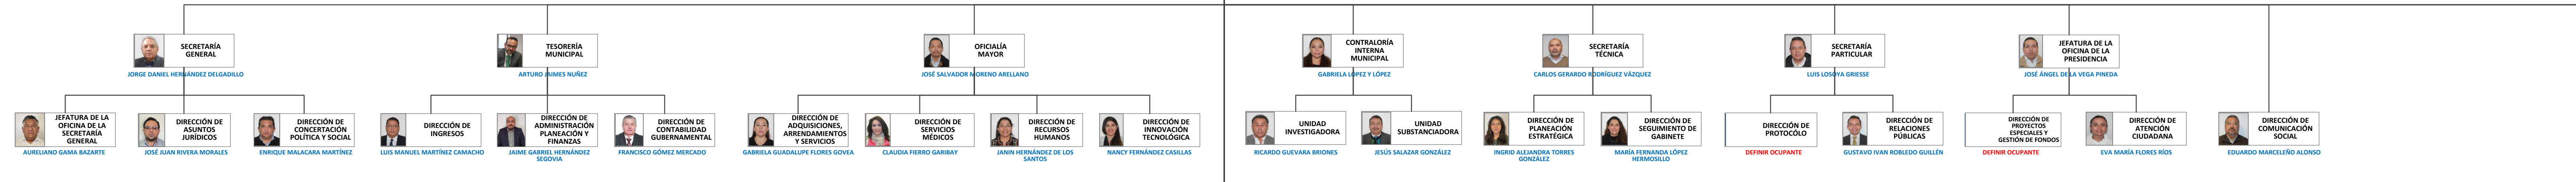 SECRETARÍA
GENERAL
JORGE DANIEL HERNÁNDEZ DELGADILLO
TESORERÍA
MUNICIPAL
ARTURO JAIMES NUÑEZ
OFICIALÍA
MAYOR
JOSÉ SALVADOR MORENO ARELLANO
CONTRALORÍA
INTERNA
MUNICIPAL
GABRIELA LÓPEZ Y LÓPEZ
SECRETARÍA
TÉCNICA
CARLOS GERARDO RODRÍGUEZ VÁZQUEZ
SECRETARÍA
PARTICULAR
LUIS LOSOYA GRIESSE
JEFATURA DE LA
OFICINA DE LA
PRESIDENCIA
JOSÉ ÁNGEL DE LA VEGA PINEDA
JEFATURA DE LA
OFICINA DE LA
SECRETARÍA
GENERAL
AURELIANO GAMA BAZARTE
DIRECCIÓN DE
ASUNTOS
JURÍDICOS
JOSÉ JUAN RIVERA MORALES
DIRECCIÓN DE
CONCERTACIÓN
POLÍTICA Y SOCIAL
ENRIQUE MALACARA MARTÍNEZ
DIRECCIÓN DE
INGRESOS
LUIS MANUEL MARTÍNEZ CAMACHO
DIRECCIÓN DE
ADMINISTRACIÓN
PLANEACIÓN Y
FINANZAS
JAIME GABRIEL HERNÁNDEZ
SEGOVIA
DIRECCIÓN DE
CONTABILIDAD
GUBERNAMENTAL
FRANCISCO GÓMEZ MERCADO
DIRECCIÓN DE
ADQUISICIONES,
ARRENDAMIENTOS
Y SERVICIOS
GABRIELA GUADALUPE FLORES GOVEA
DIRECCIÓN DE
SERVICIOS
MÉDICOS
CLAUDIA FIERRO GARIBAY
DIRECCIÓN DE
RECURSOS
HUMANOS
JANIN HERNÁNDEZ DE LOS
SANTOS
DIRECCIÓN DE
INNOVACIÓN
TECNOLÓGICA
NANCY FERNÁNDEZ CASILLAS
UNIDAD
INVESTIGADORA
RICARDO GUEVARA BRIONES
UNIDAD
SUBSTANCIADORA
JESÚS SALAZAR GONZÁLEZ
DIRECCIÓN DE
PLANEACIÓN
ESTRATÉGICA
INGRID ALEJANDRA TORRES
GONZÁLEZ
DIRECCIÓN DE
SEGUIMIENTO DE
GABINETE
MARÍA FERNANDA LÓPEZ
HERMOSILLO
DIRECCIÓN DE
PROTOCÓLO
DEFINIR OCUPANTE
DIRECCIÓN DE
RELACIONES
PÚBLICAS
GUSTAVO IVAN ROBLEDO GUILLÉN
DIRECCIÓN DE
PROYECTOS
ESPECIALES Y
GESTIÓN DE FONDOS
DEFINIR OCUPANTE
DIRECCIÓN DE
ATENCIÓN
CIUDADANA
EVA MARÍA FLORES RÍOS
DIRECCIÓN DE
COMUNICACIÓN
SOCIAL
EDUARDO MARCELEÑO ALONSO